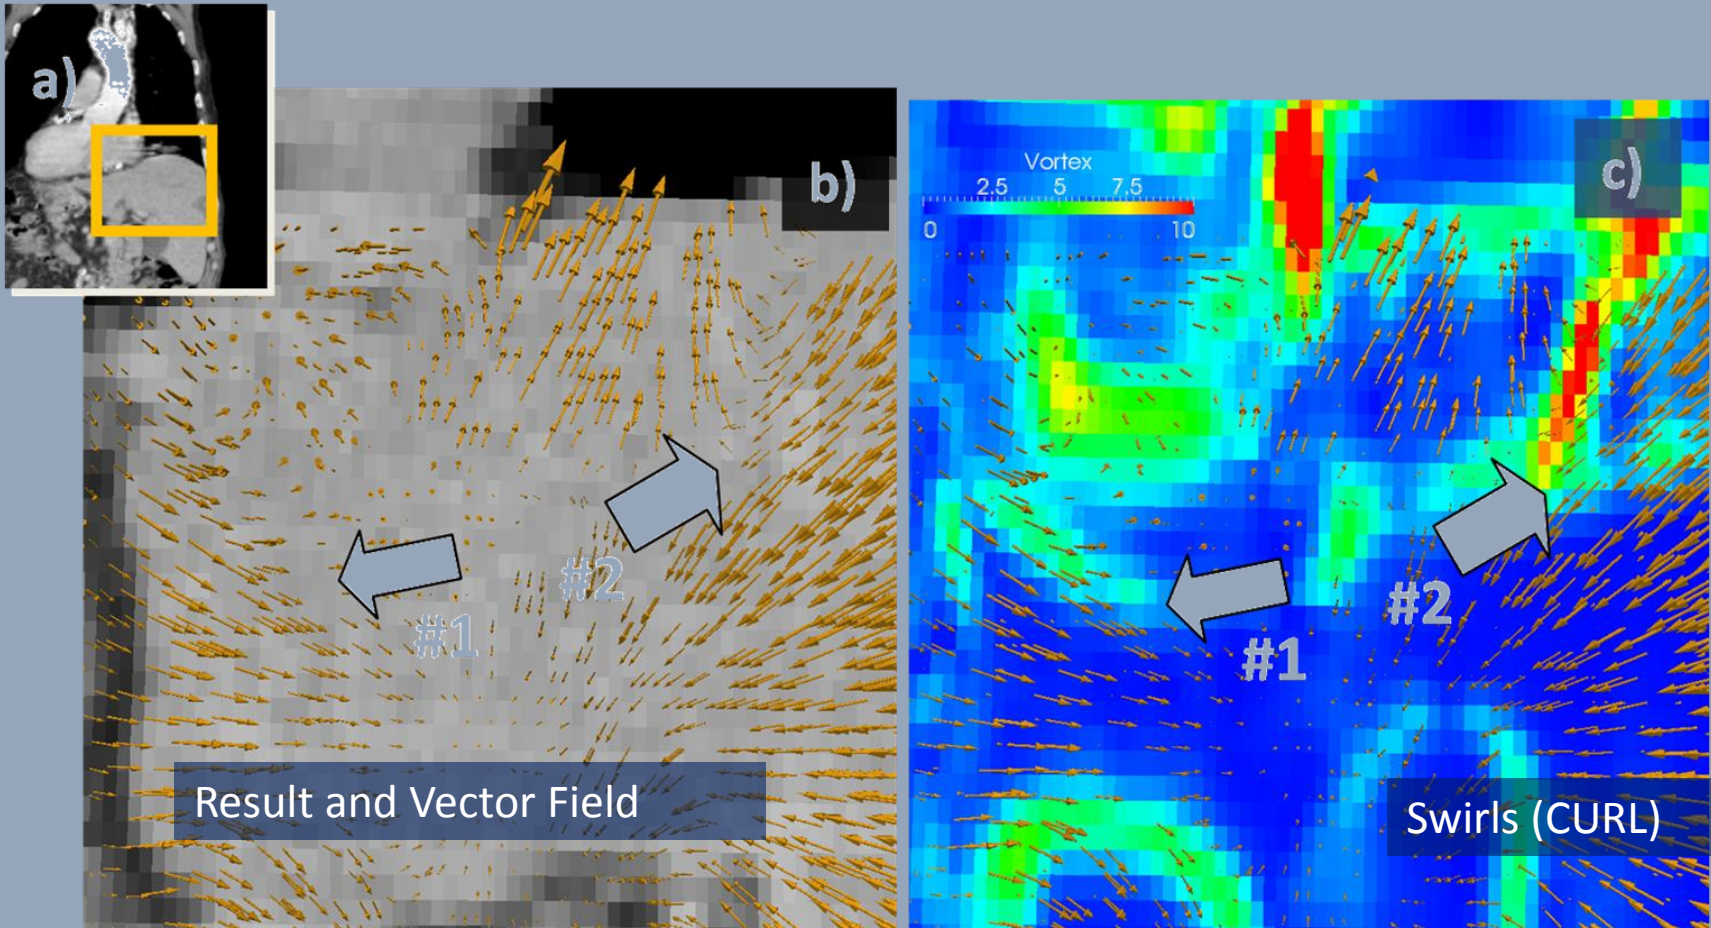 a)
b)
c)
Vortex
2.5 5 7.5
0 10
#2
#1
#2
#1
Result and Vector Field
Swirls (CURL)